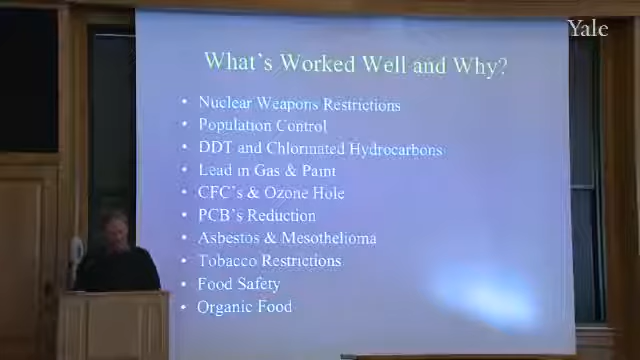 Yale
What's Worked Well and Why?
• Nuclear Weapons Restrictions
• Population Control
• DDT and Chlorinated Hydrocarbons
• Lead in Gas & Paint
• CFC's & Ozone Hole
• PCB's Reduction
• Asbestos & Mesothelioma
• Tobacco Restrictions
• Food Safety
• Organic Food